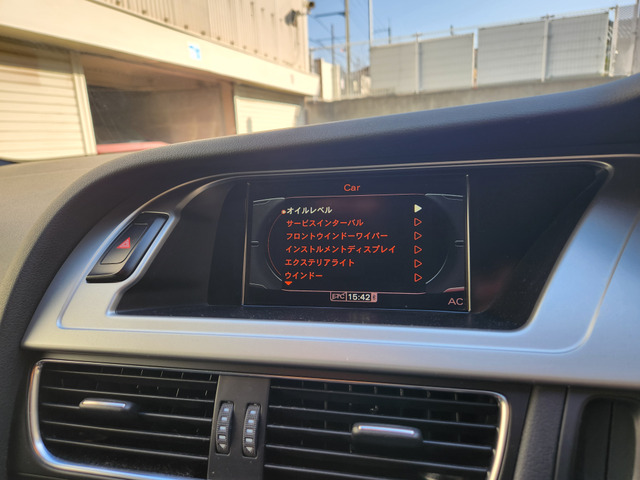 Car
オイルレベル
サービスインターバル
フロントウインドーワイパー
インストルメントディスプレイ
エクステリアライト
ウインドー
15:42
AC